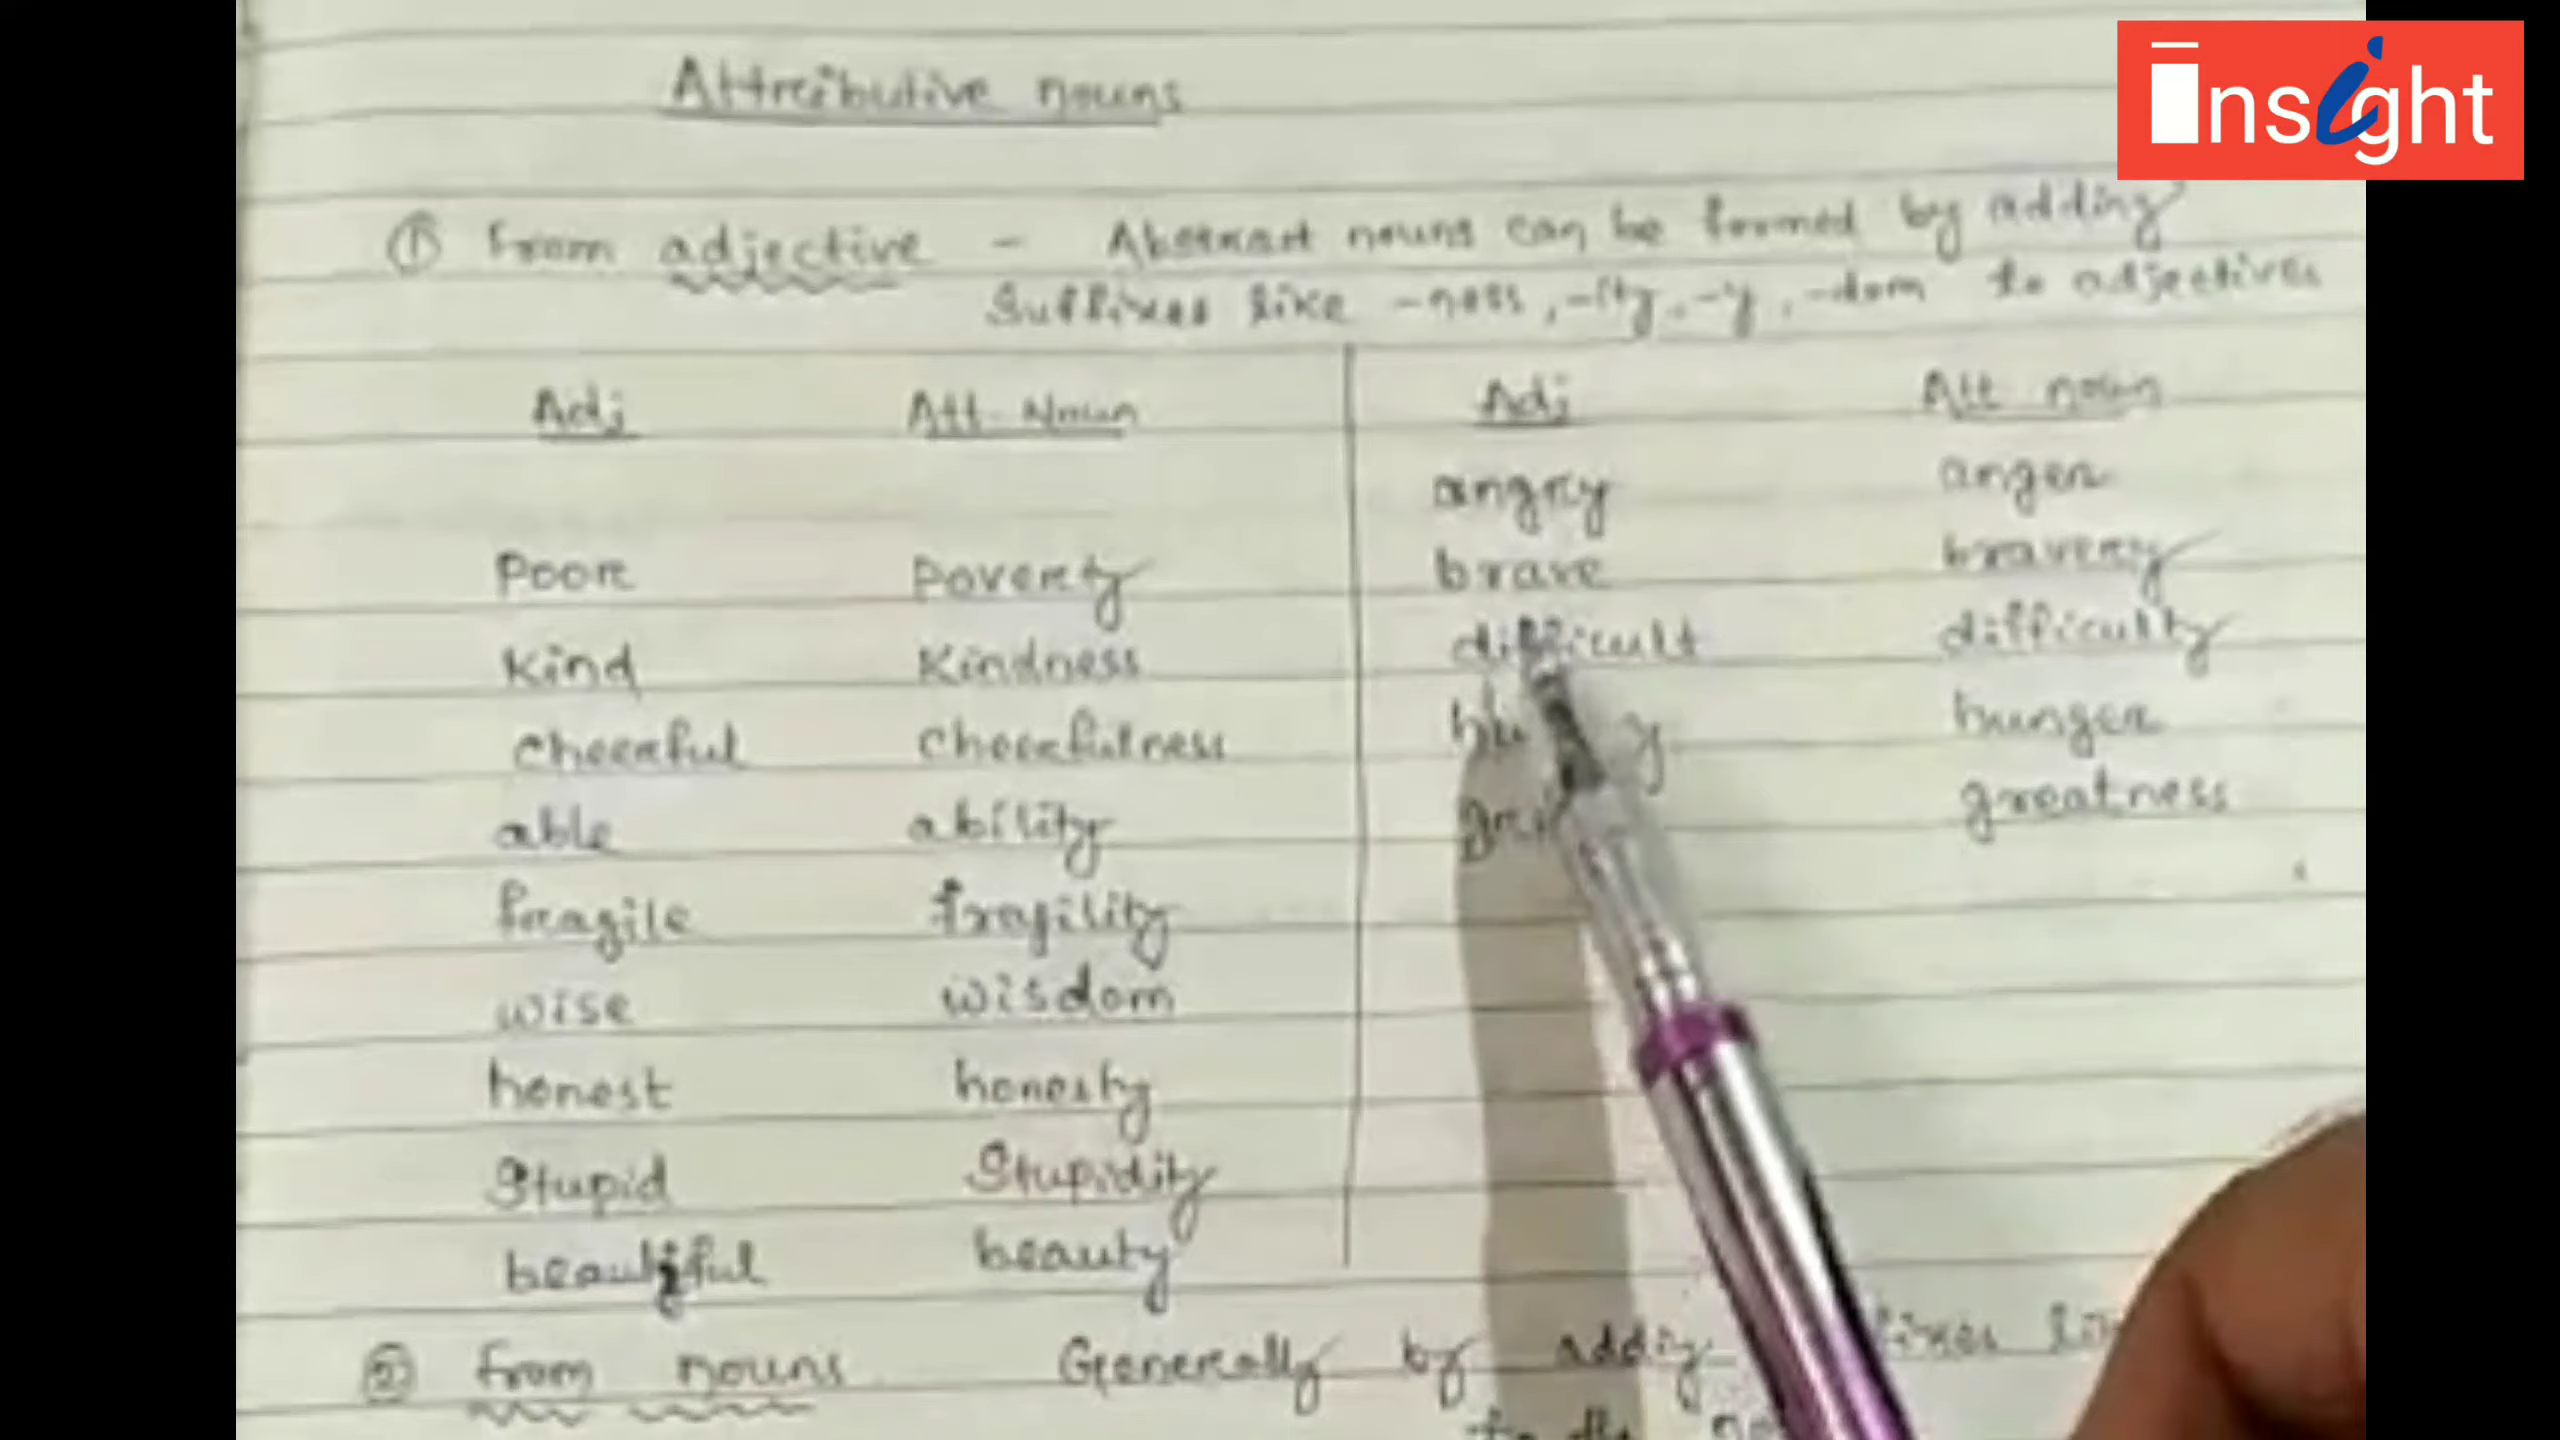 Insight
Attributive nouns
① From adjective - Abstract nouns can be formed by adding
suffixes like -ness, -ity, -y, -dom to adjectives
Adj Att. Noun Adj Att noun
angry anger
Poor Poverty brave bravery
Kind Kindness difficult difficulty
cheerful cheerfulness hunger
able ability greatness
fragile fragility
wise wisdom
honest honesty
Stupid Stupidity
beautiful beauty
② from nouns Generally by addig
to the